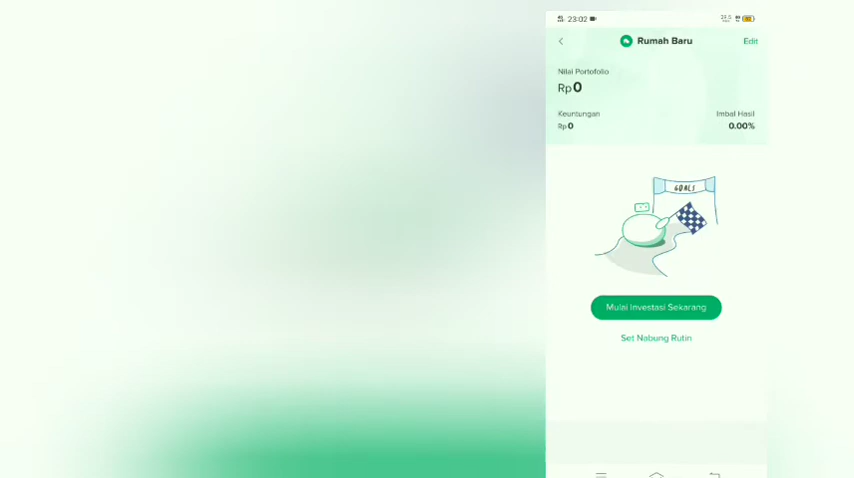 23:02
Rumah Baru
Edit
Nilai Portofolio
Rp0
Keuntungan
Imbal Hasil
Rp0
0.00%
GOALS
Mulai Investasi Sekarang
Set Nabung Rutin